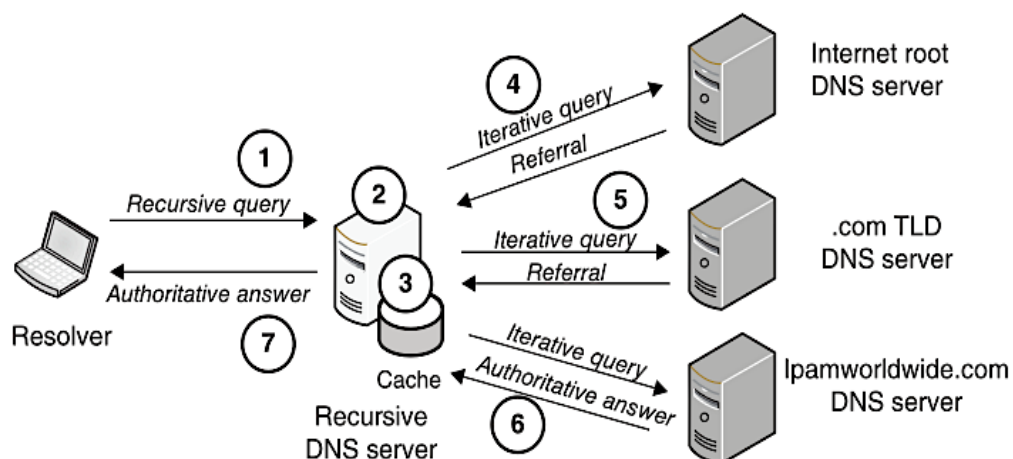 1
Recursive query
Authoritative answer
7
Resolver
2
3
Cache
Recursive
DNS server
4
Iterative query
Referral
Internet root
DNS server
5
Iterative query
Referral
.com TLD
DNS server
Iterative query
Authoritative answer
6
Ipamworldwide.com
DNS server